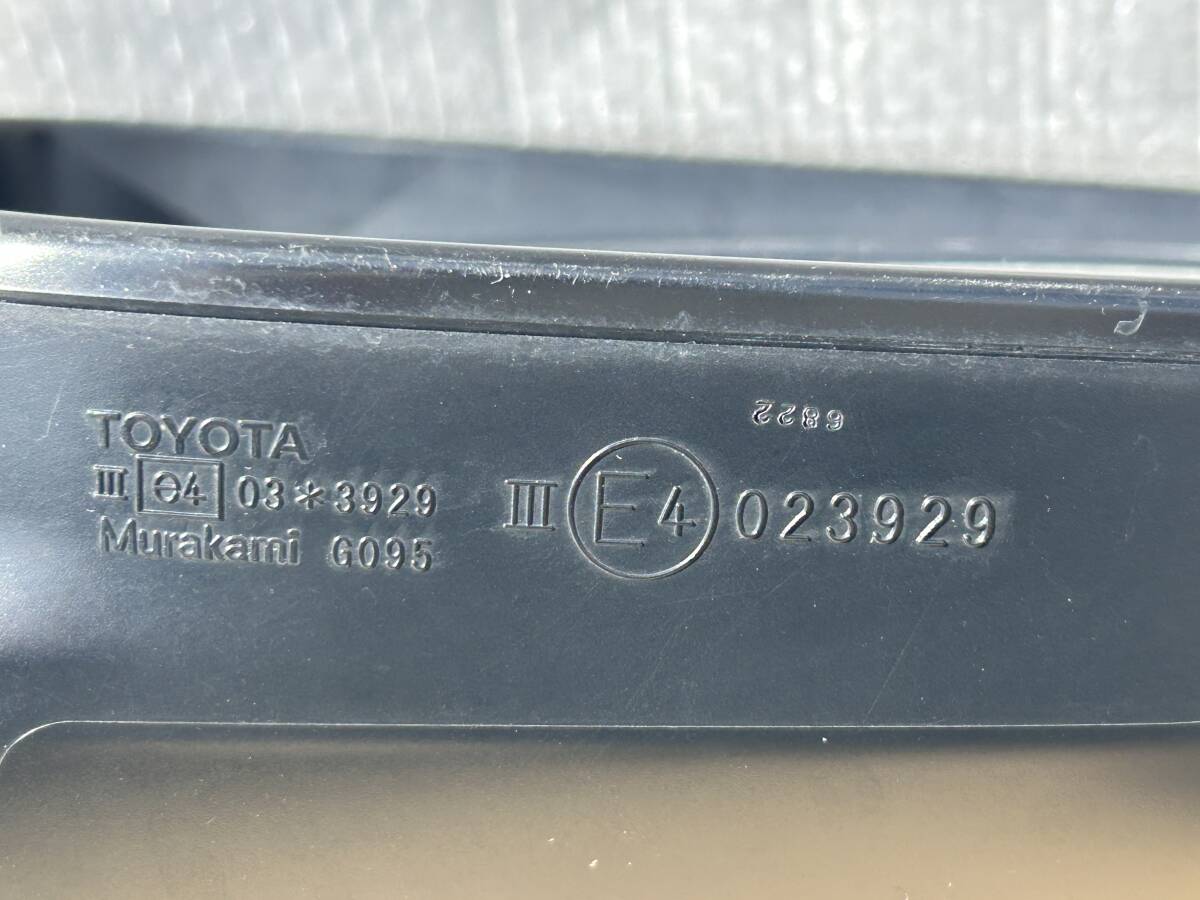 TOYOTA
III e4 03*3929
Murakami G095
6822
III E4 023929